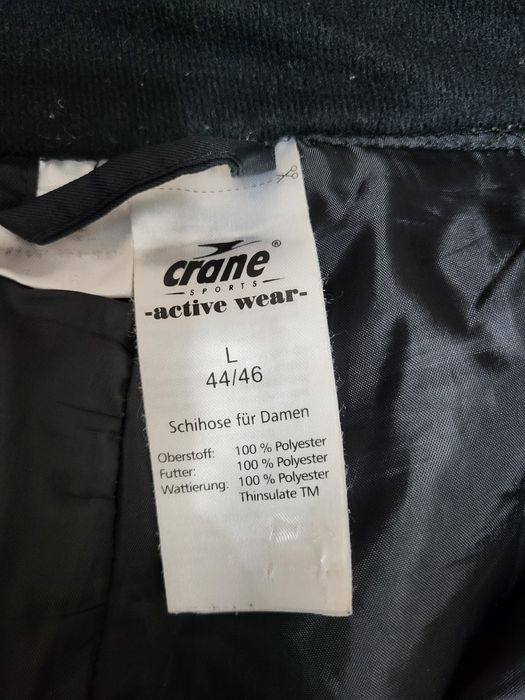 crane®
SPORTS
-active wear-
L
44/46
Schihose für Damen
Oberstoff: 100 % Polyester
Futter: 100 % Polyester
Wattierung: 100 % Polyester
Thinsulate TM